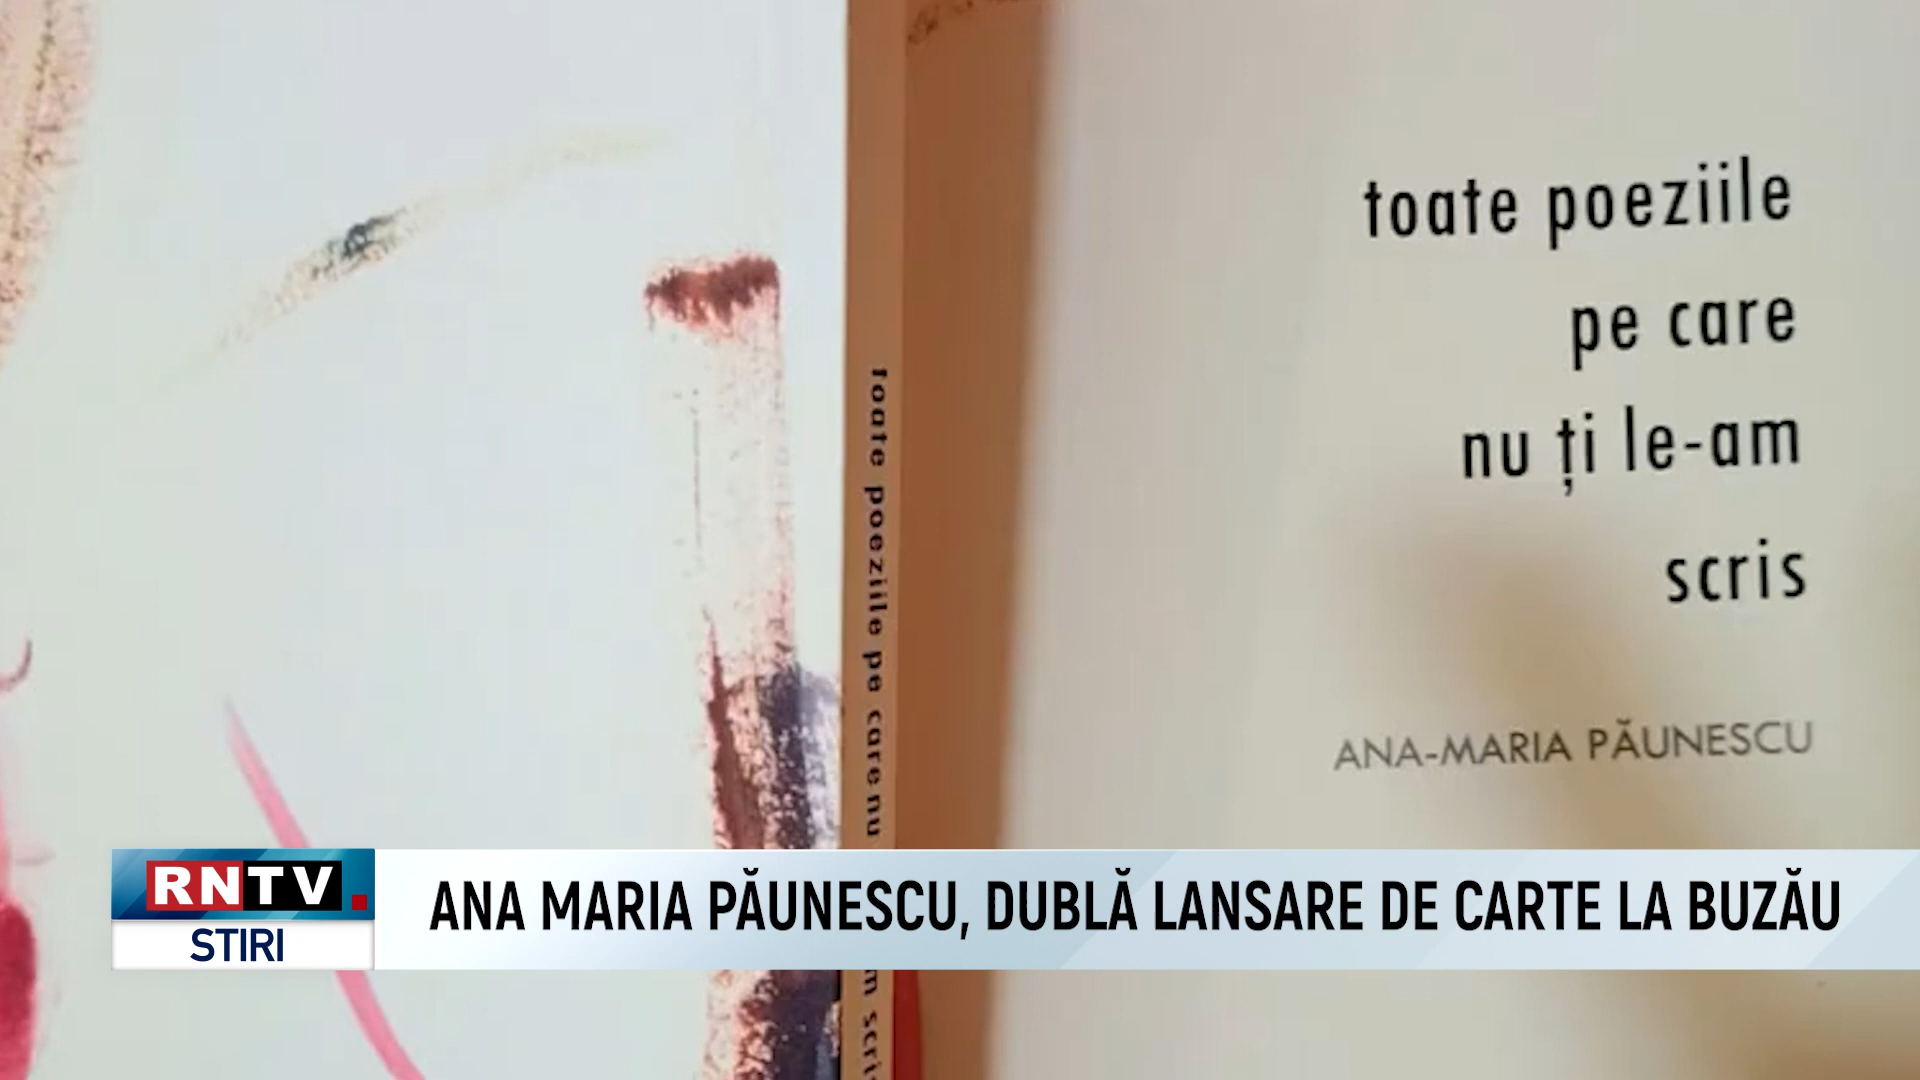 toate poeziile
pe care
nu ți le-am
scris
ANA-MARIA PĂUNESCU
toate poeziile pe care nu
m scri
RNTV.
STIRI
ANA MARIA PĂUNESCU, DUBLĂ LANSARE DE CARTE LA BUZĂU